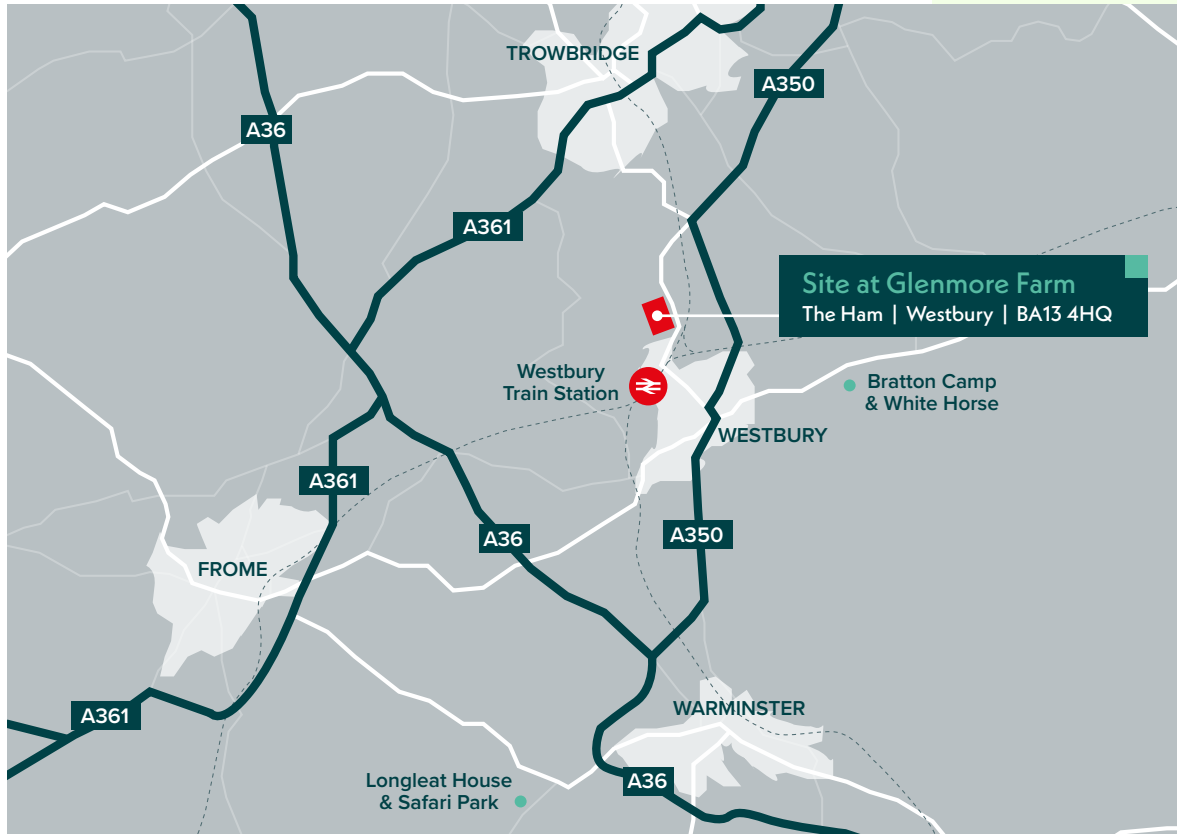 TROWBRIDGE
A350
A36
A361
Site at Glenmore Farm
The Ham | Westbury | BA13 4HQ
Westbury
Train Station
Bratton Camp
& White Horse
WESTBURY
A361
A36
A350
FROME
WARMINSTER
A361
Longleat House
& Safari Park
A36